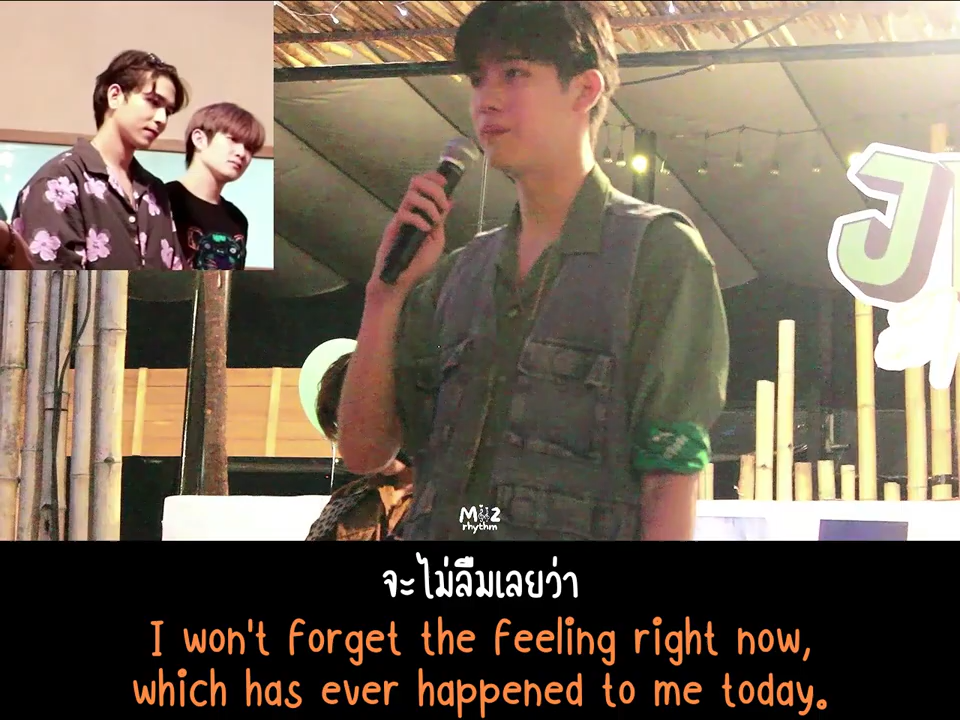 J
M 2
rhythm
จะไม่ลืมเลยว่า
I won't forget the feeling right now,
which has ever happened to me today.